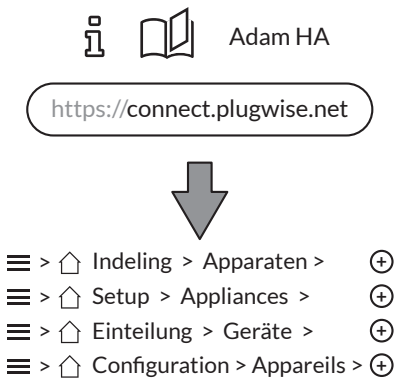 Adam HA
https://connect.plugwise.net
> Indeling > Apparaten >
> Setup > Appliances >
> Einteilung > Geräte >
> Configuration > Appareils >